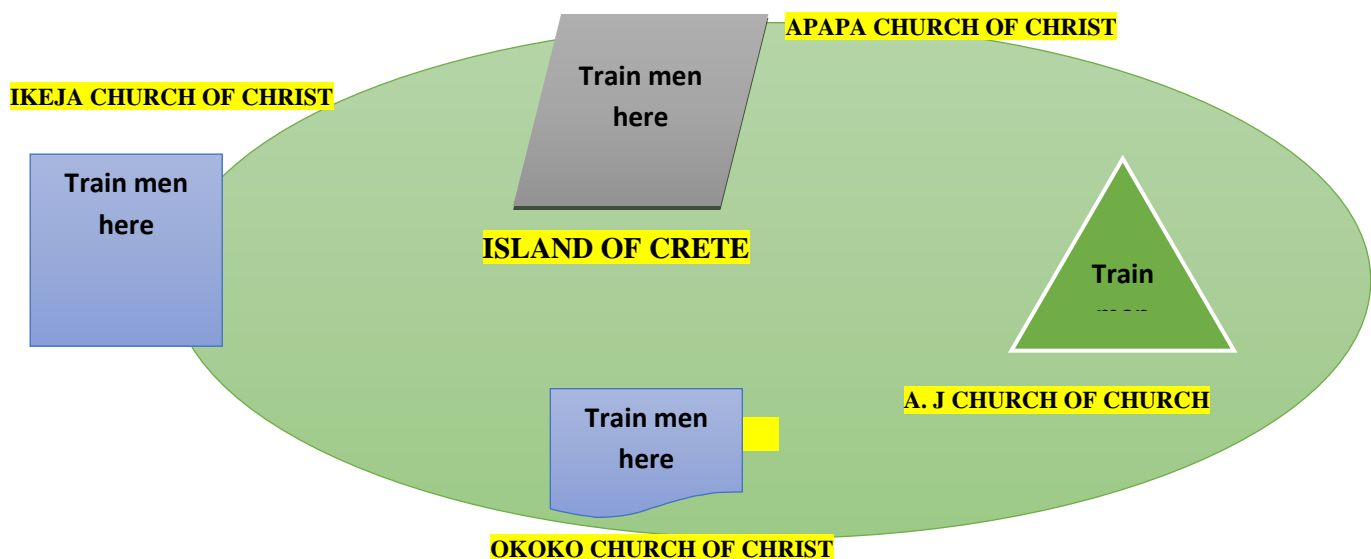 APAPA CHURCH OF CHRIST
Train men
here
IKEJA CHURCH OF CHRIST
Train men
here
ISLAND OF CRETE
Train
A. J CHURCH OF CHURCH
Train men
here
OKOKO CHURCH OF CHRIST